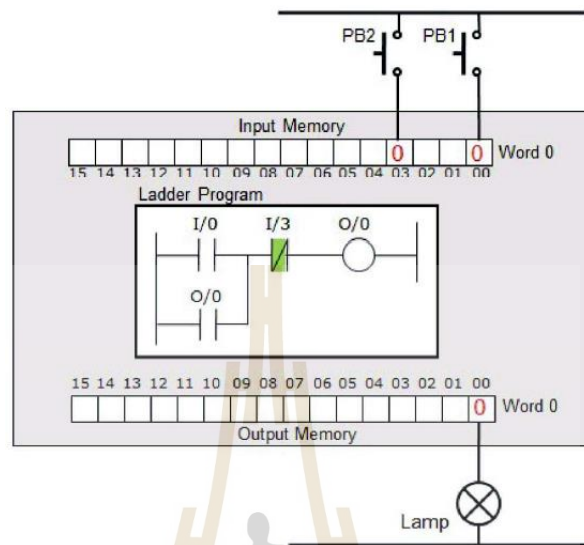 PB2 PB1
Input Memory
0 0 Word 0
15 14 13 12 11 10 09 08 07 06 05 04 03 02 01 00
Ladder Program
I/0 I/3 O/0
O/0
15 14 13 12 11 10 09 08 07 06 05 04 03 02 01 00
0 Word 0
Output Memory
Lamp